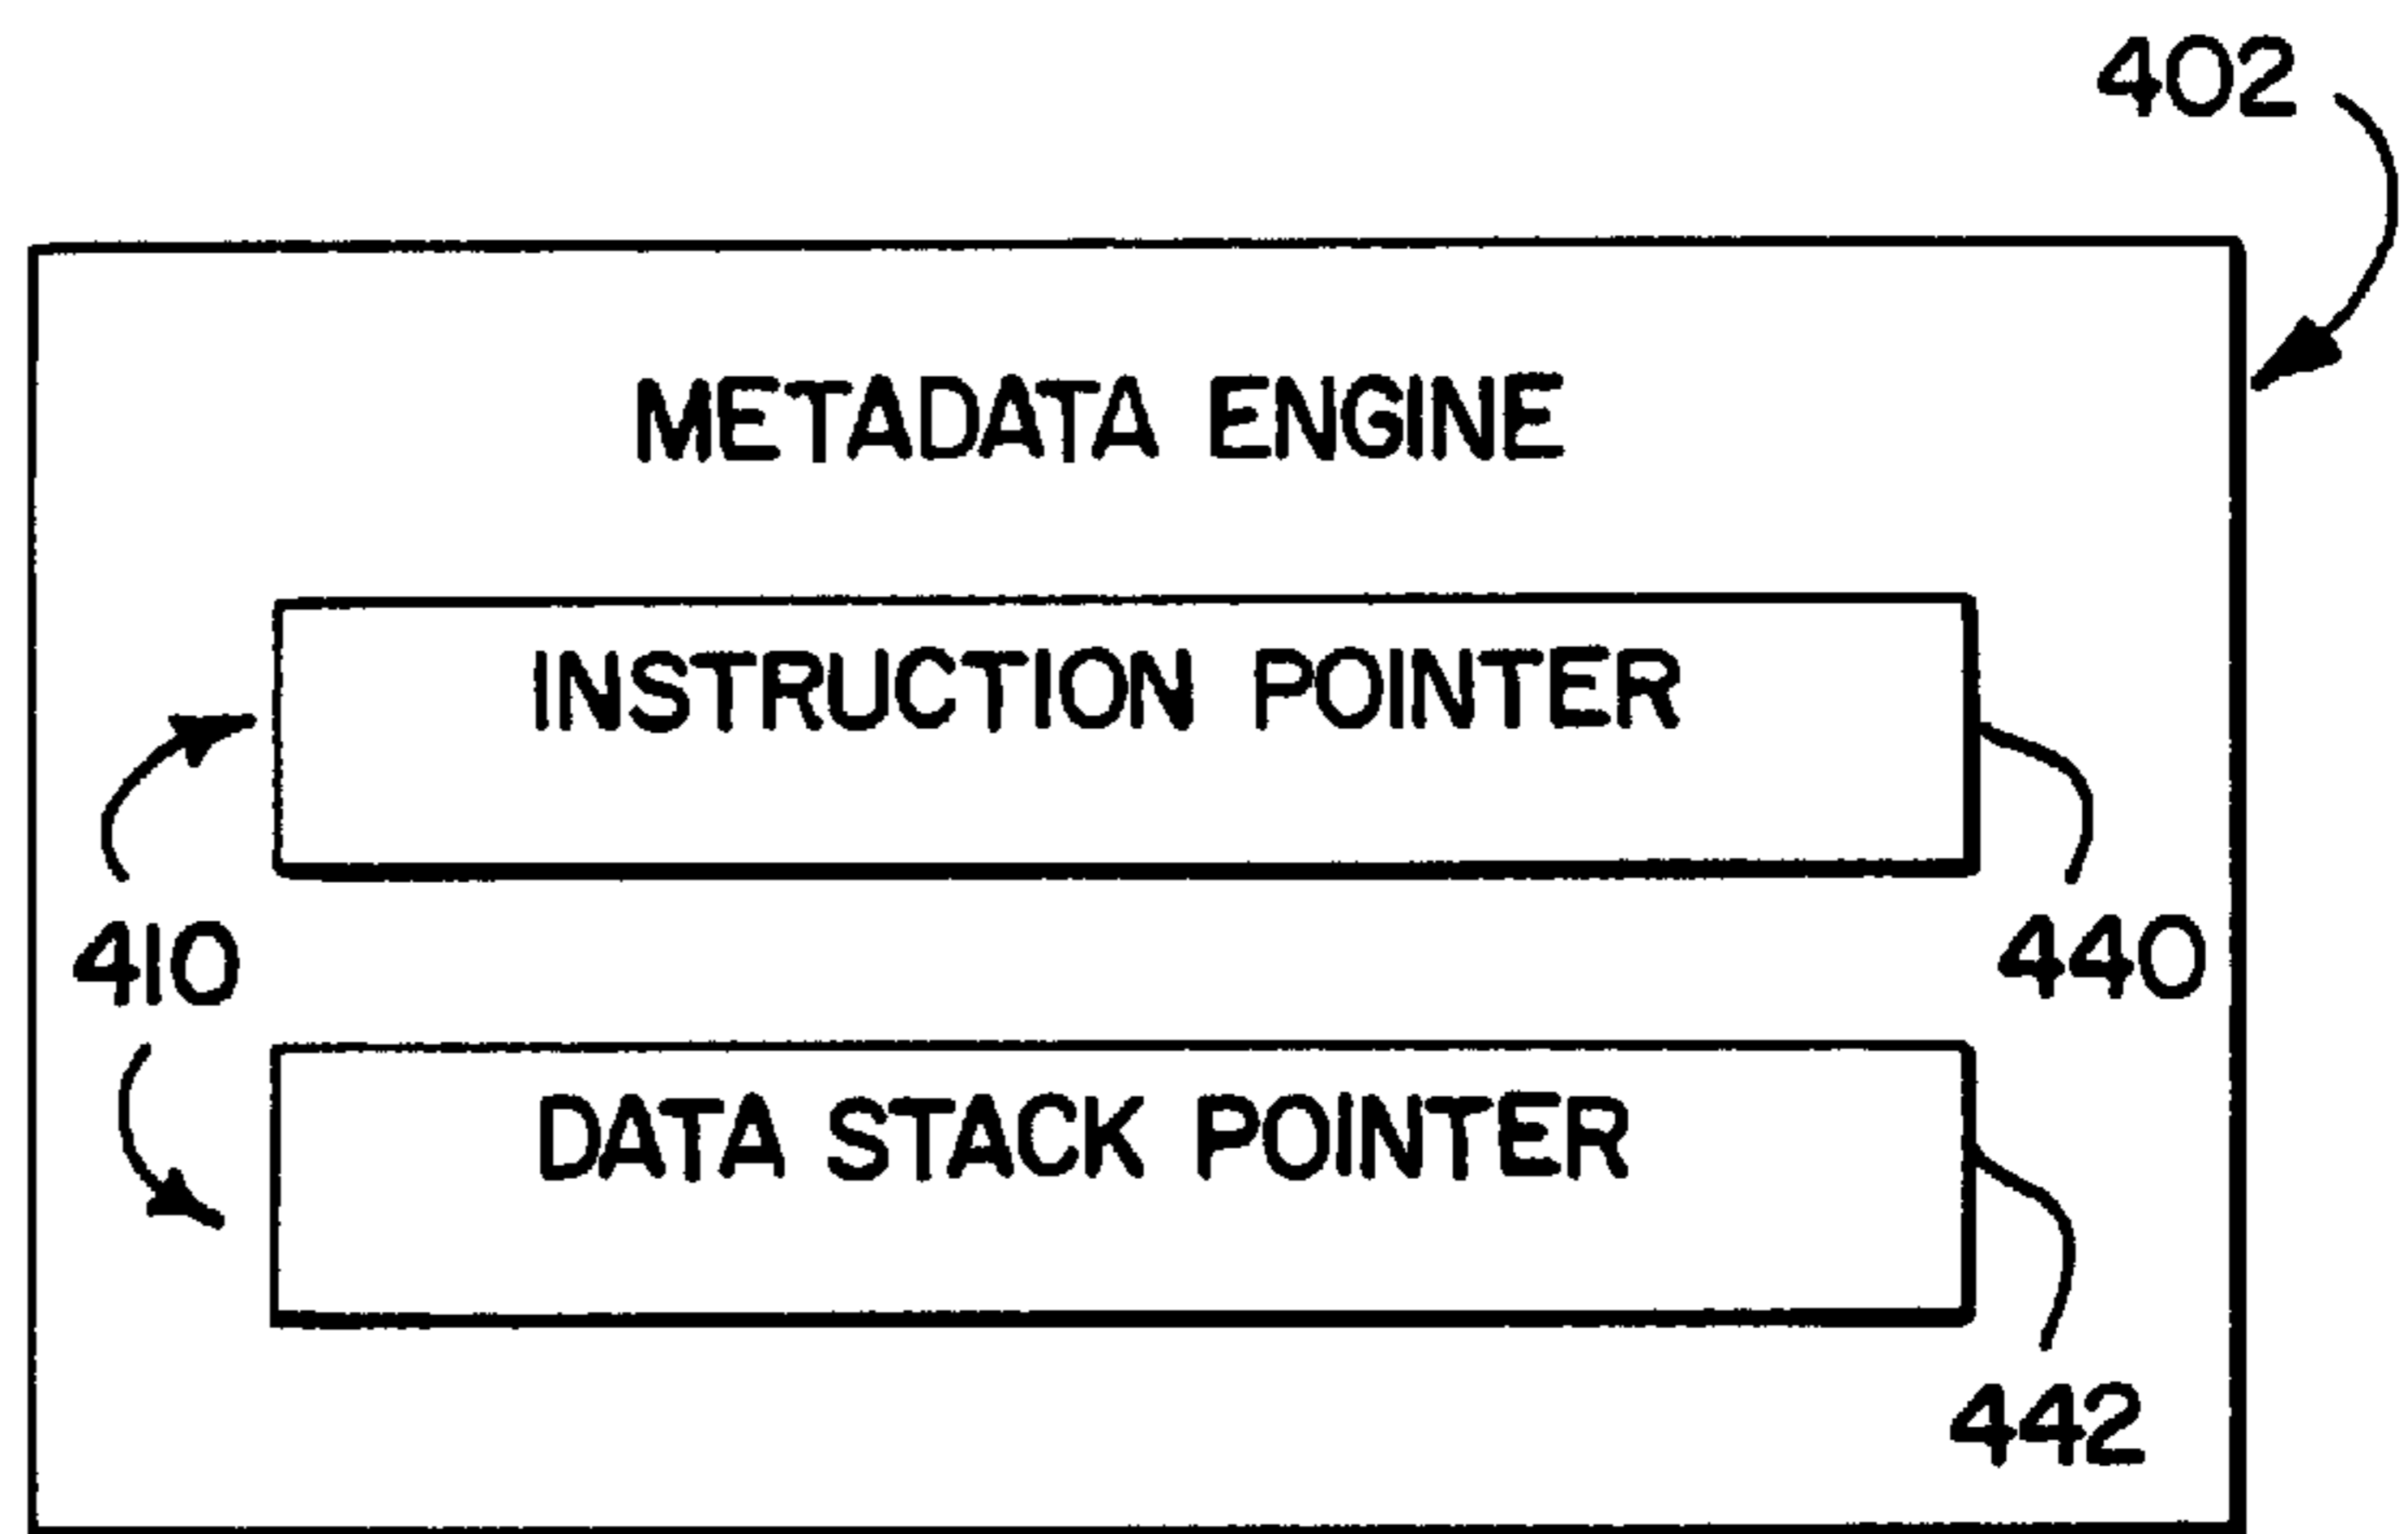 402
METADATA ENGINE
INSTRUCTION POINTER
410
440
DATA STACK POINTER
442